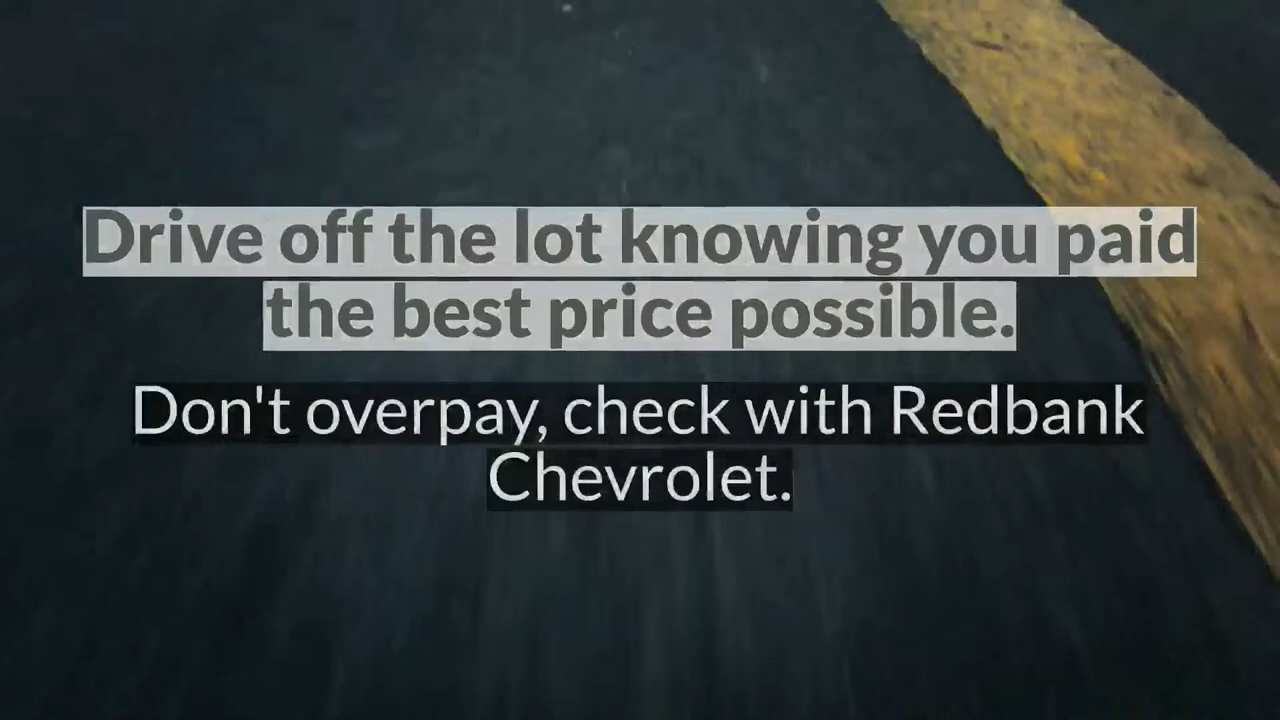 Drive off the lot knowing you paid
the best price possible.
Don't overpay, check with Redbank
Chevrolet.